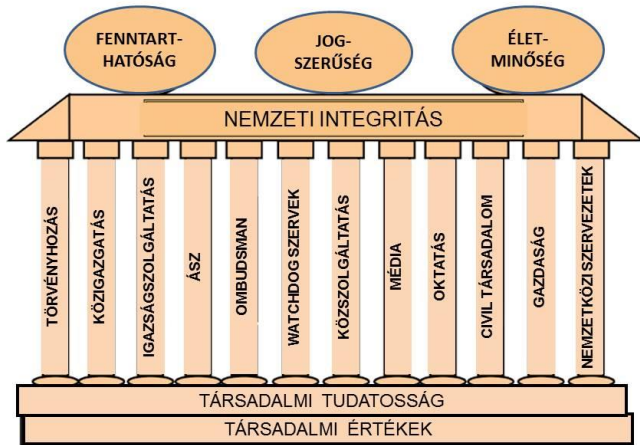 FENNTART-
HATÓSÁG
JOG-
SZERŰSÉG
ÉLET-
MINŐSÉG
NEMZETI INTEGRITÁS
TÖRVÉNYHOZÁS
KÖZIGAZGATÁS
IGAZSÁGSZOLGÁLTATÁS
ÁSZ
OMBUDSMAN
WATCHDOG SZERVEK
KÖZSZOLGÁLTATÁS
MÉDIA
OKTATÁS
CIVIL TÁRSADALOM
GAZDASÁG
NEMZETKÖZI SZERVEZETEK
TÁRSADALMI TUDATOSSÁG
TÁRSADALMI ÉRTÉKEK